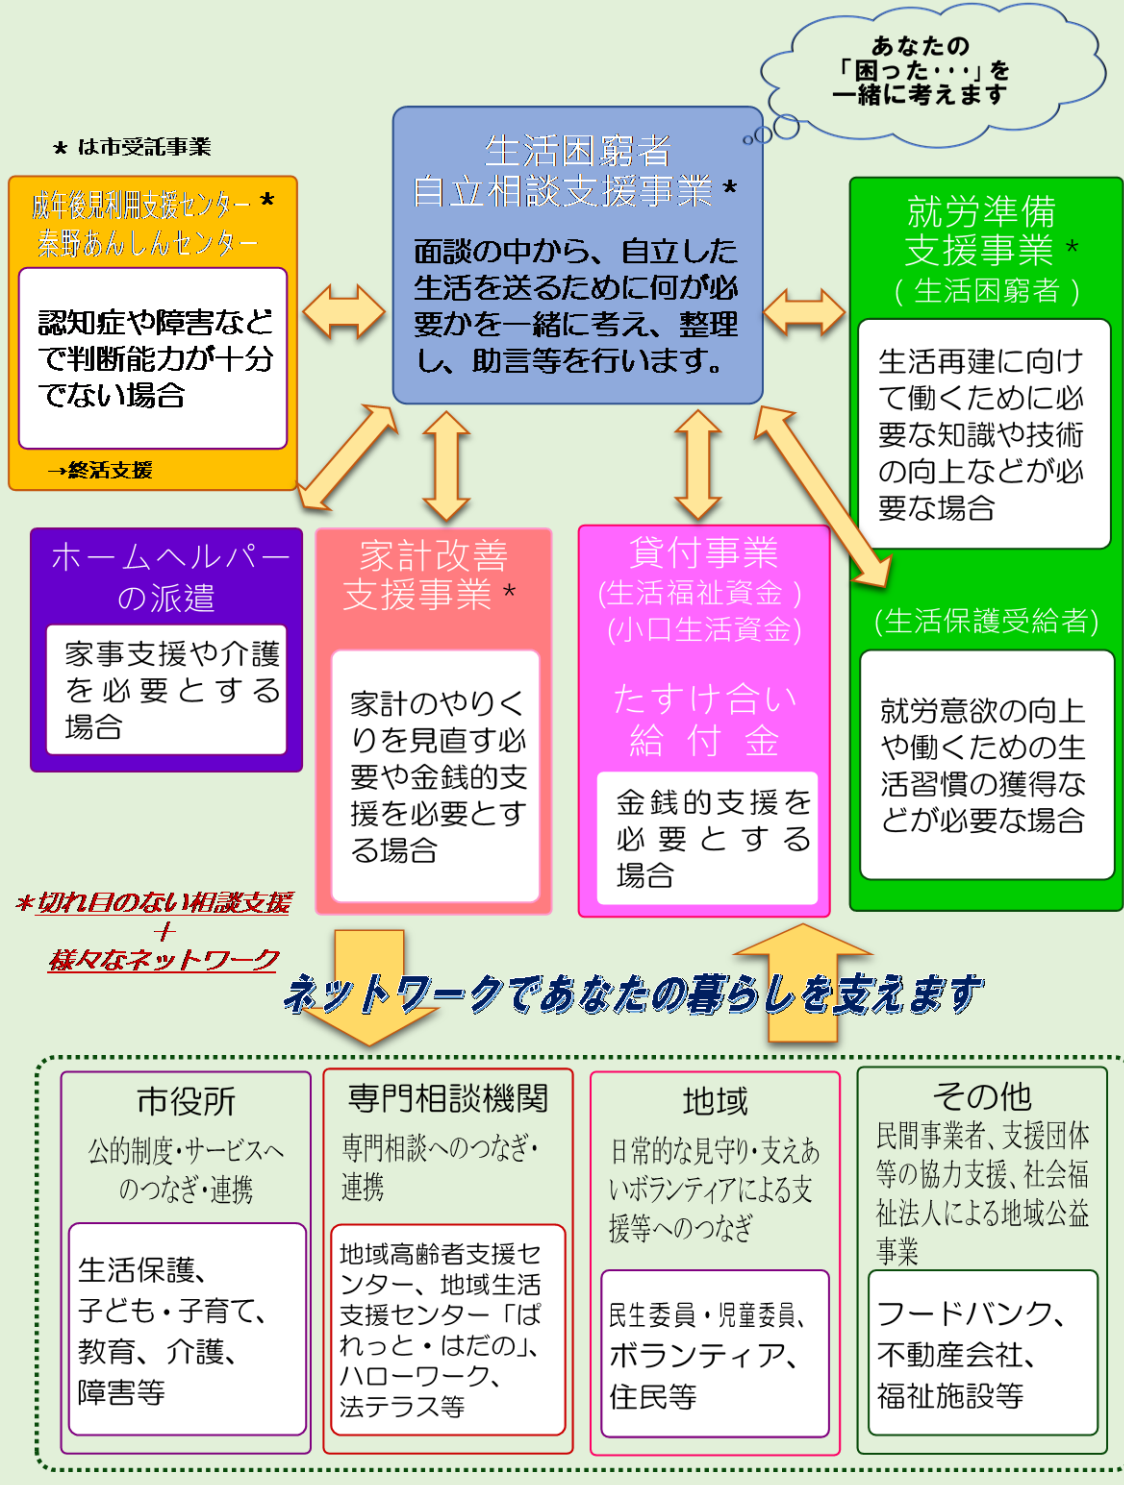 あなたの
「困った・・・」を
一緒に考えます
* は市受託事業
生活困窮者
自立相談支援事業 *
面談の中から、自立した
生活を送るために何が必
要かを一緒に考え、整理
し、助言等を行います。
成年後見利用支援センター *
秦野あんしんセンター
認知症や障害など
で判断能力が十分
でない場合
→終活支援
就労準備
支援事業 *
( 生活困窮者 )
生活再建に向け
て働くために必
要な知識や技術
の向上などが必
要な場合
(生活保護受給者)
就労意欲の向上
や働くための生
活習慣の獲得な
どが必要な場合
ホームヘルパー
の派遣
家事支援や介護
を必要とする
場合
家計改善
支援事業 *
家計のやりく
りを見直す必
要や金銭的支
援を必要とす
る場合
貸付事業
(生活福祉資金 )
(小口生活資金)
たすけ合い
給 付 金
金銭的支援を
必要とする
場合
*切れ目のない相談支援
+
様々なネットワーク
ネットワークであなたの暮らしを支えます
市役所
公的制度・サービスへ
のつなぎ・連携
生活保護、
子ども・子育て、
教育、介護、
障害等
専門相談機関
専門相談へのつなぎ・
連携
地域高齢者支援セ
ンター、地域生活
支援センター「ぱ
れっと・はだの」、
ハローワーク、
法テラス等
地域
日常的な見守り・支えあ
いボランティアによる支
援等へのつなぎ
民生委員・児童委員、
ボランティア、
住民等
その他
民間事業者、支援団体
等の協力支援、社会福
祉法人による地域公益
事業
フードバンク、
不動産会社、
福祉施設等